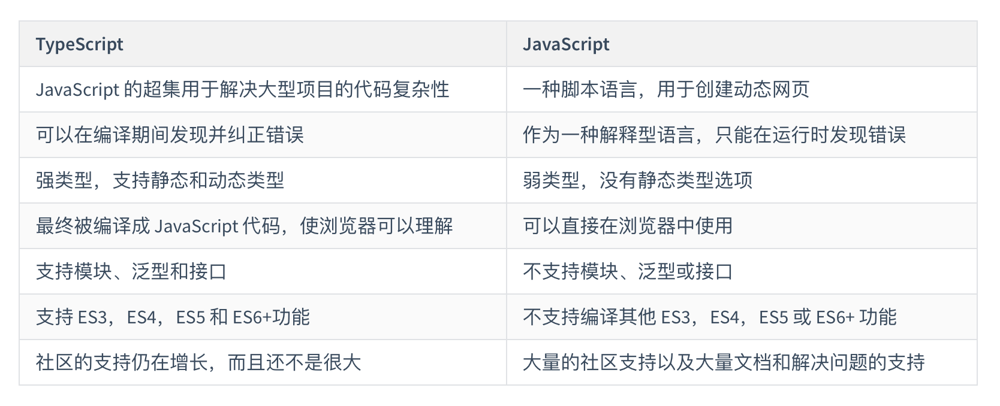 TypeScript
JavaScript
JavaScript 的超集用于解决大型项目的代码复杂性
一种脚本语言，用于创建动态网页
可以在编译期间发现并纠正错误
作为一种解释型语言，只能在运行时发现错误
强类型，支持静态和动态类型
弱类型，没有静态类型选项
最终被编译成 JavaScript 代码，使浏览器可以理解
可以直接在浏览器中使用
支持模块、泛型和接口
不支持模块、泛型或接口
支持 ES3，ES4，ES5 和 ES6+功能
不支持编译其他 ES3，ES4，ES5 或 ES6+ 功能
社区的支持仍在增长，而且还不是很大
大量的社区支持以及大量文档和解决问题的支持